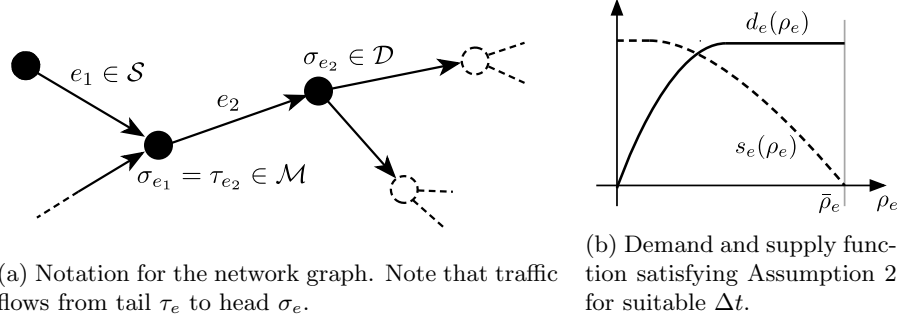 e₁ ∈ 𝒮
e₂
σ_{e₂} ∈ 𝒟
σ_{e₁} = τ_{e₂} ∈ ℳ
(a) Notation for the network graph. Note that traffic
flows from tail τ_e to head σ_e.
d_e(ρ_e)
s_e(ρ_e)
ρ̄_e
ρ_e
(b) Demand and supply func-
tion satisfying Assumption 2
for suitable Δt.